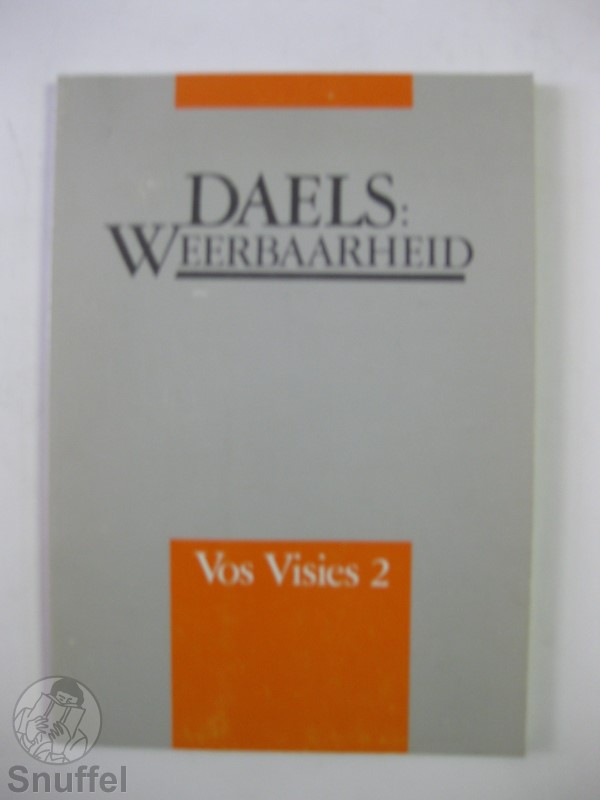 DAELS:
WEERBAARHEID
Vos Visies 2
Snuffel